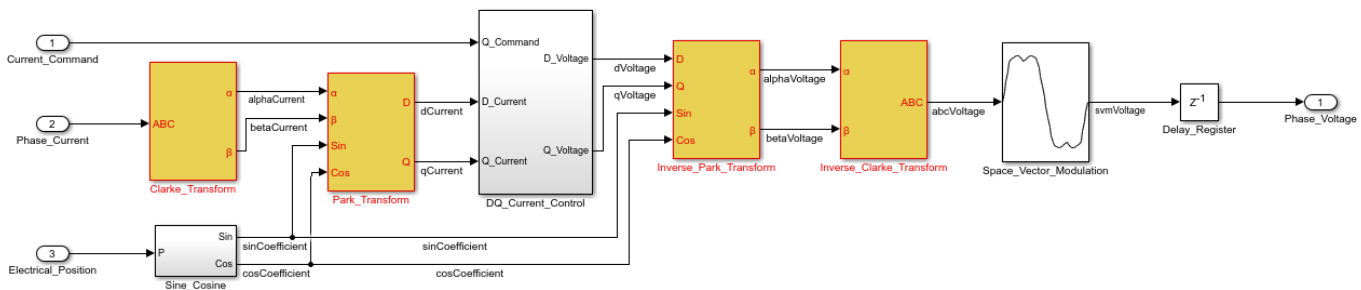 1
Current_Command
2
Phase_Current
3
Electrical_Position
ABC
α
β
Clarke_Transform
alphaCurrent
betaCurrent
P
Sin
Cos
Sine_Cosine
sinCoefficient
cosCoefficient
α
β
Sin
Cos
D
Q
Park_Transform
dCurrent
qCurrent
Q_Command
D_Current
Q_Current
D_Voltage
Q_Voltage
DQ_Current_Control
sinCoefficient
cosCoefficient
dVoltage
qVoltage
D
Q
Sin
Cos
α
β
Inverse_Park_Transform
alphaVoltage
betaVoltage
α
β
ABC
Inverse_Clarke_Transform
abcVoltage
Space_Vector_Modulation
svmVoltage
z-1
Delay_Register
1
Phase_Voltage